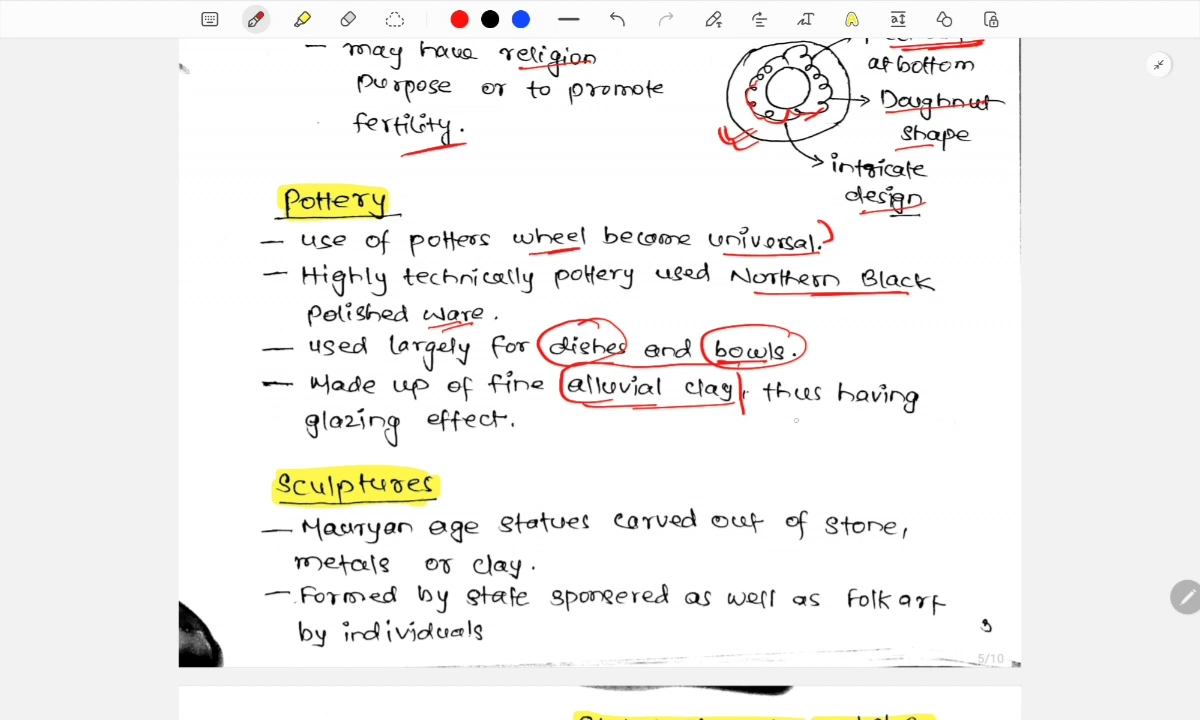 - may have religion
purpose or to promote
fertility.
at bottom
Doughnut
shape
intricate
design
Pottery
- use of potters wheel become universal.
- Highly technically pottery used Northern Black
polished ware.
- used largely for dishes and bowls.
- Made up of fine alluvial clay, thus having
glazing effect.
Sculptures
- Mauryan age statues carved out of stone,
metals or clay.
- Formed by state sponsered as well as folk art
by individuals
5/10